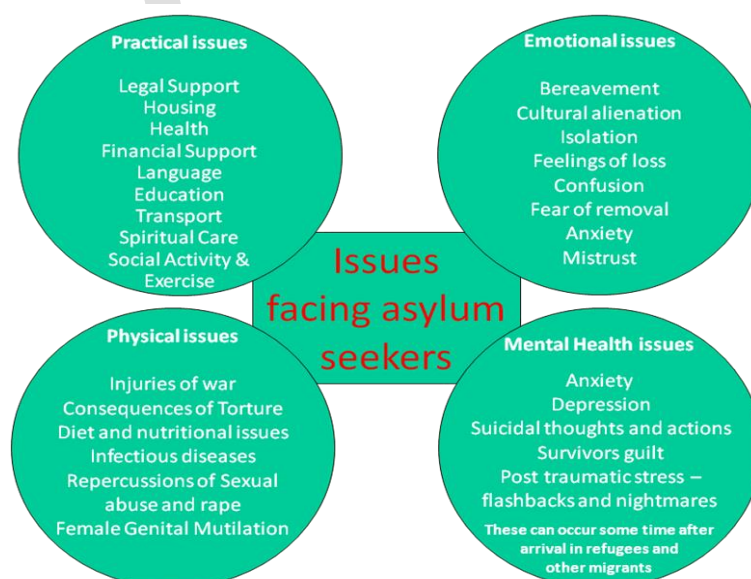 Practical issues
Legal Support
Housing
Health
Financial Support
Language
Education
Transport
Spiritual Care
Social Activity &
Exercise
Emotional issues
Bereavement
Cultural alienation
Isolation
Feelings of loss
Confusion
Fear of removal
Anxiety
Mistrust
Issues
facing asylum
seekers
Physical issues
Injuries of war
Consequences of Torture
Diet and nutritional issues
Infectious diseases
Repercussions of Sexual
abuse and rape
Female Genital Mutilation
Mental Health issues
Anxiety
Depression
Suicidal thoughts and actions
Survivors guilt
Post traumatic stress –
flashbacks and nightmares
These can occur some time after
arrival in refugees and
other migrants